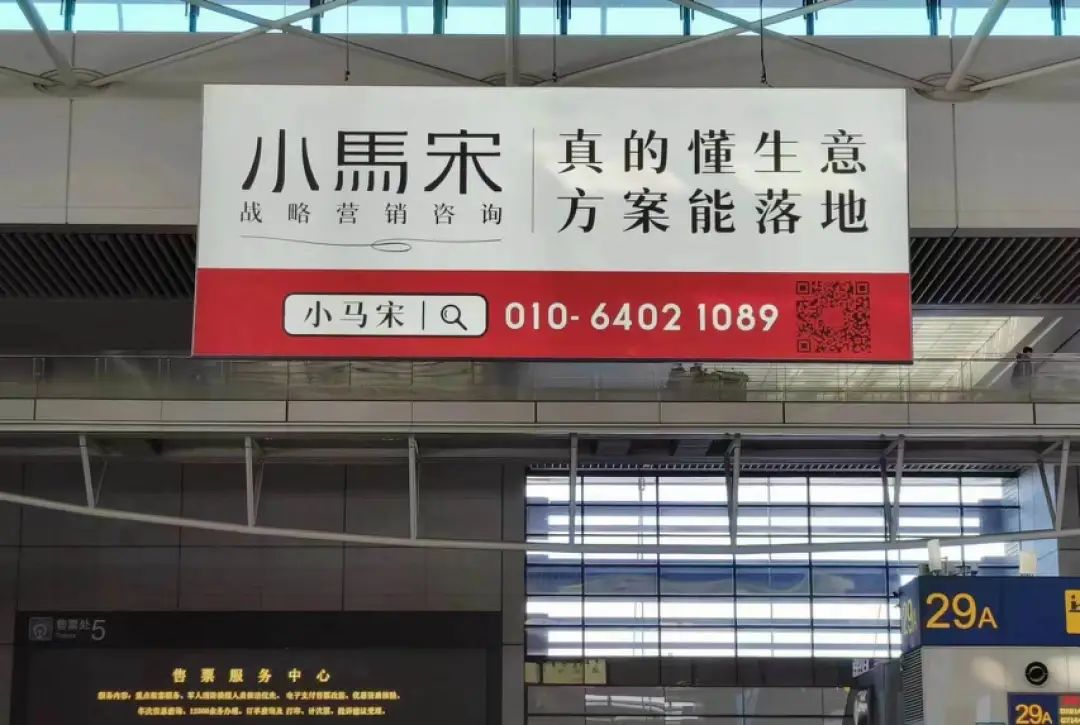 小馬宋
战略营销咨询
真的懂生意
方案能落地
小马宋
010-6402 1089
售票处 5
Tickets
售票服务中心
29A
29A